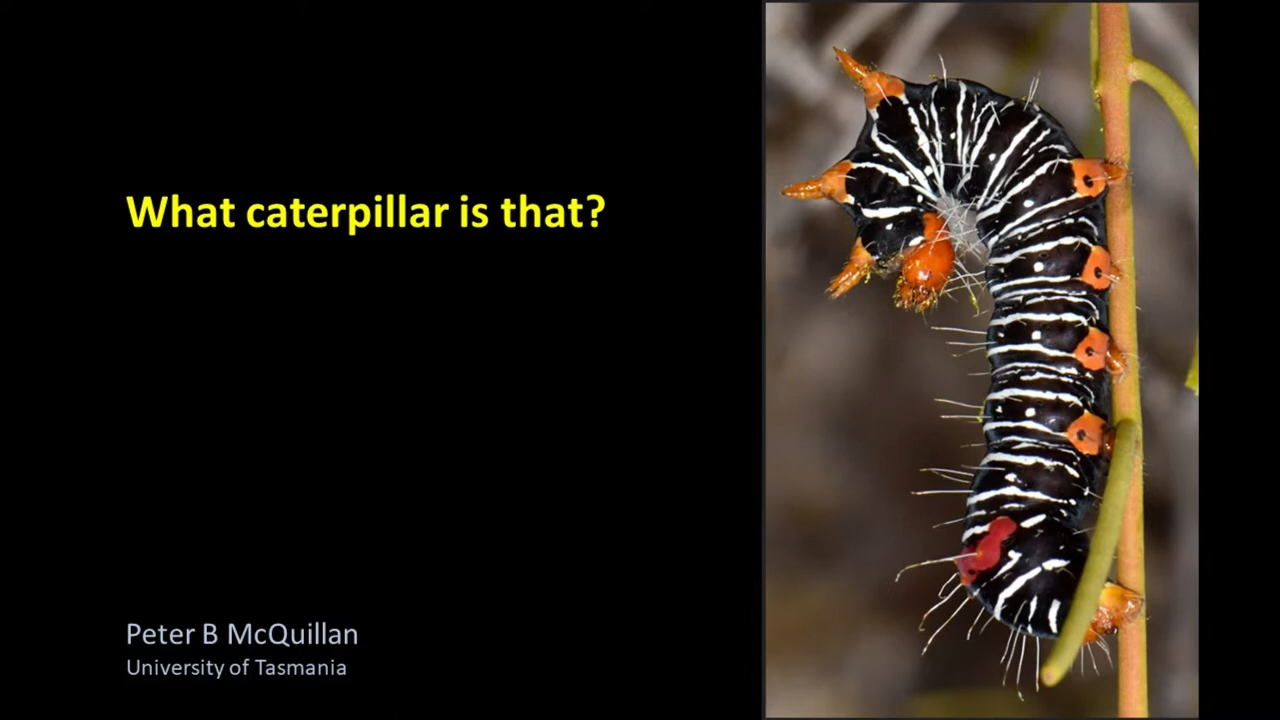 What caterpillar is that?
Peter B McQuillan
University of Tasmania